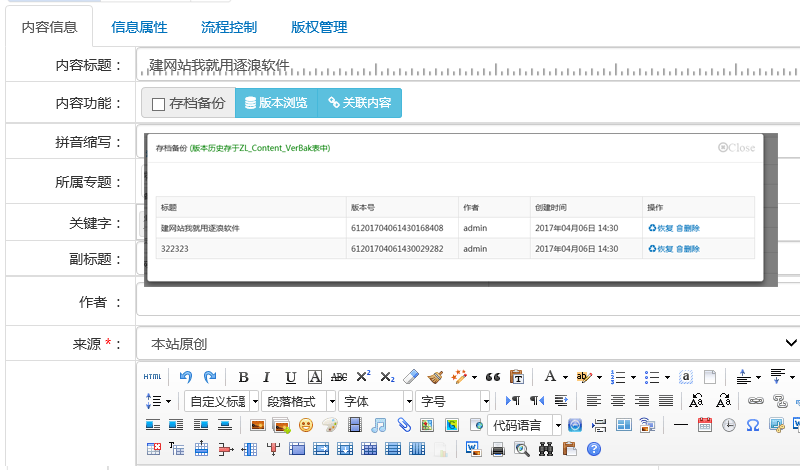 内容信息 信息属性 流程控制 版权管理
内容标题： 建网站我就用逐浪软件
内容功能： 存档备份 版本浏览 关联内容
拼音缩写：
存档备份 (版本历史存于ZL_Content_VerBak表中) Close
所属专题：
标题 版本号 作者 创建时间 操作
关键字：
建网站我就用逐浪软件 61201704061430168408 admin 2017年04月06日 14:30 恢复 删除
322323 61201704061430029282 admin 2017年04月06日 14:30 恢复 删除
副标题：
作者 ：
来源 * ： 本站原创
HTML B I U A ABC X² X₂ A
自定义标题 段落格式 字体 字号
代码语言